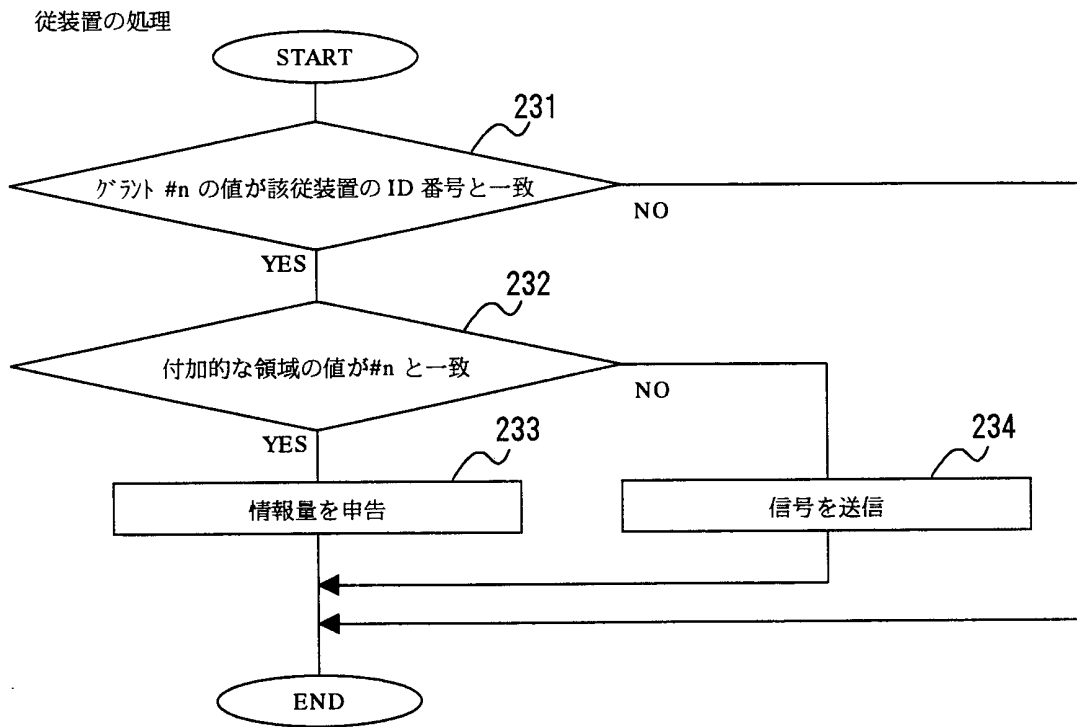 従装置の処理
START
231
グラント #n の値が該従装置の ID 番号と一致
NO
YES
232
付加的な領域の値が#n と一致
NO
YES
233
234
情報量を申告
信号を送信
END